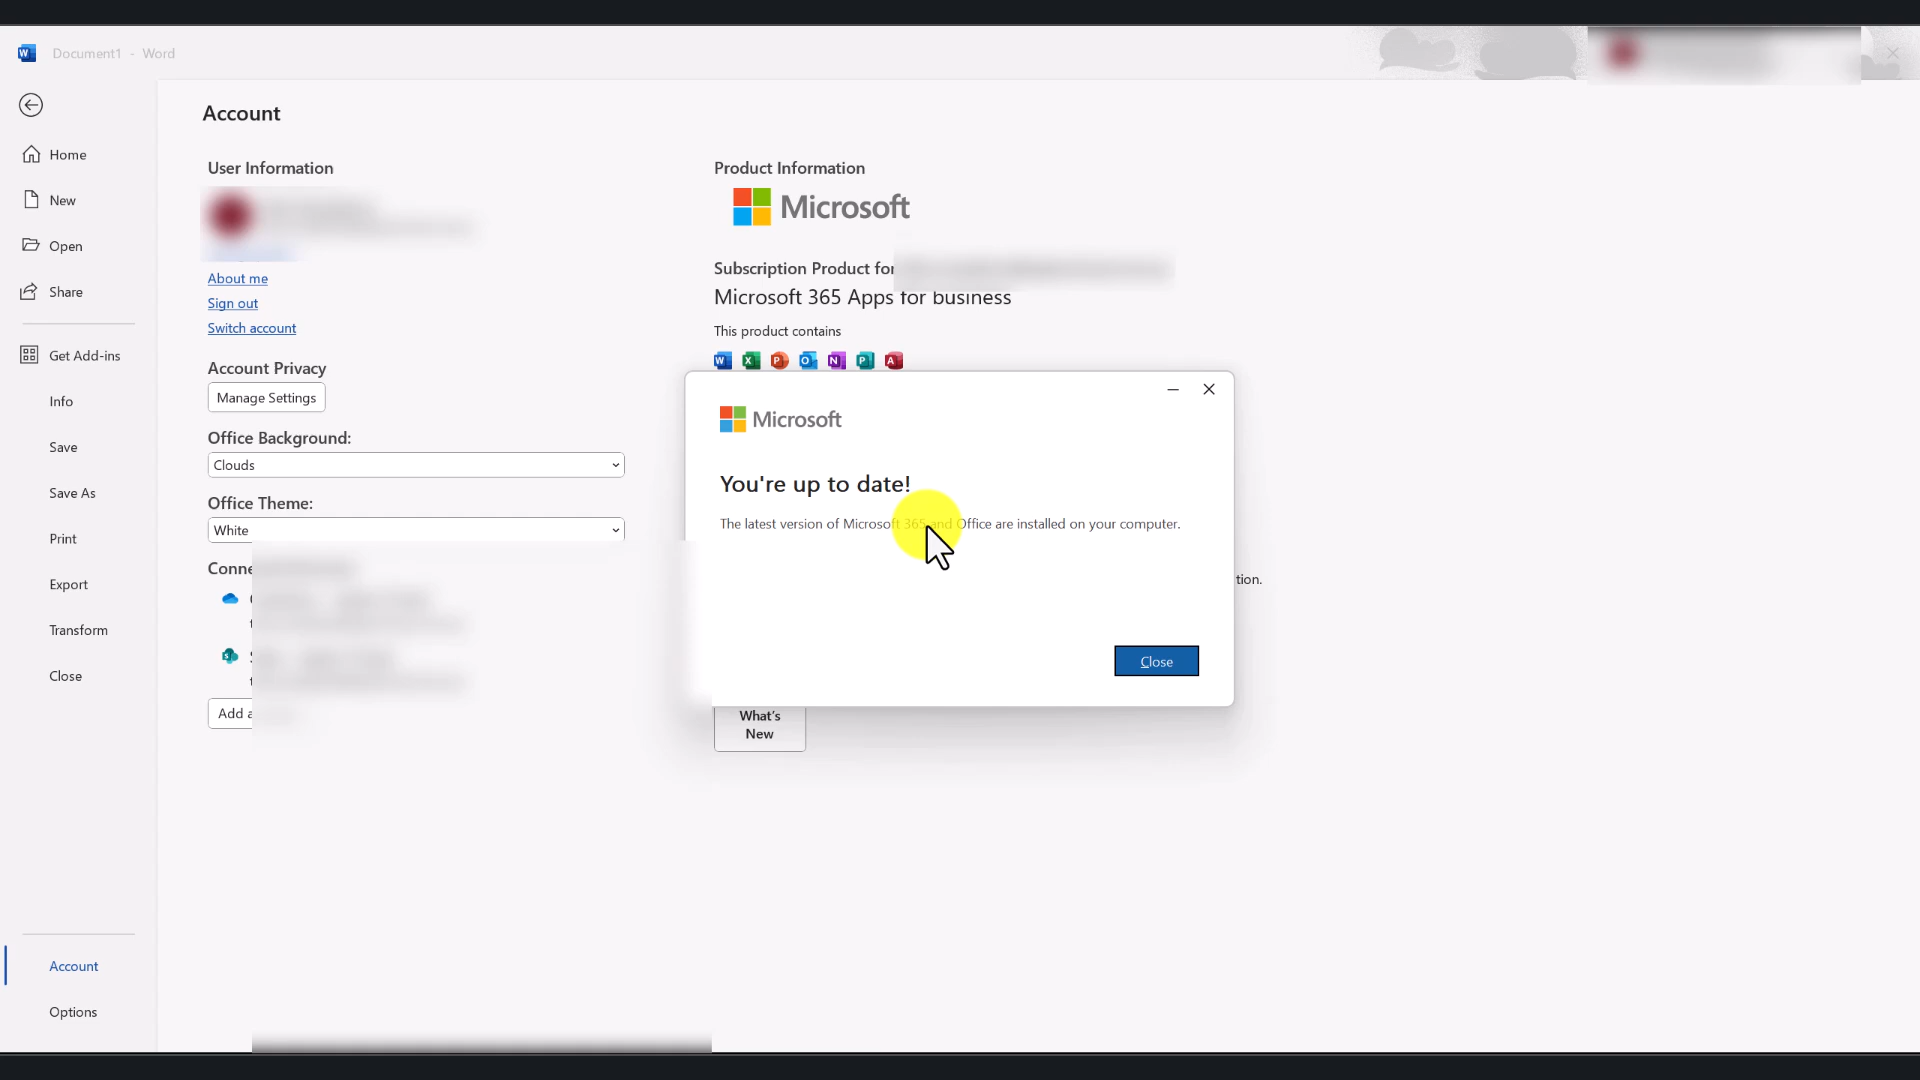 Document1 - Word
Account
Home
New
Open
Share
Get Add-ins
Info
Save
Save As
Print
Export
Transform
Close
Account
Options
User Information
About me
Sign out
Switch account
Account Privacy
Manage Settings
Office Background:
Clouds
Office Theme:
White
Conne
Add a
Product Information
Microsoft
Subscription Product for
Microsoft 365 Apps for business
This product contains
Microsoft
You're up to date!
The latest version of Microsoft 365 and Office are installed on your computer.
Close
tion.
What's
New